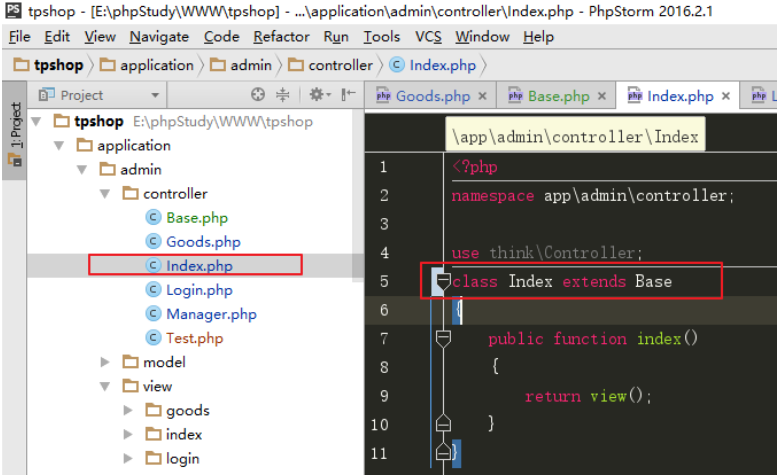 tpshop - [E:\phpStudy\WWW\tpshop] - ...\application\admin\controller\Index.php - PhpStorm 2016.2.1
File Edit View Navigate Code Refactor Run Tools VCS Window Help
tpshop application admin controller Index.php
Project
Goods.php × Base.php × Index.php ×
1: Project
tpshop E:\phpStudy\WWW\tpshop
application
admin
controller
Base.php
Goods.php
Index.php
Login.php
Manager.php
Test.php
model
view
goods
index
login
\app\admin\controller\Index
1 <?php
2 namespace app\admin\controller;
3
4 use think\Controller;
5 class Index extends Base
6 {
7 public function index()
8 {
9 return view();
10 }
11 }